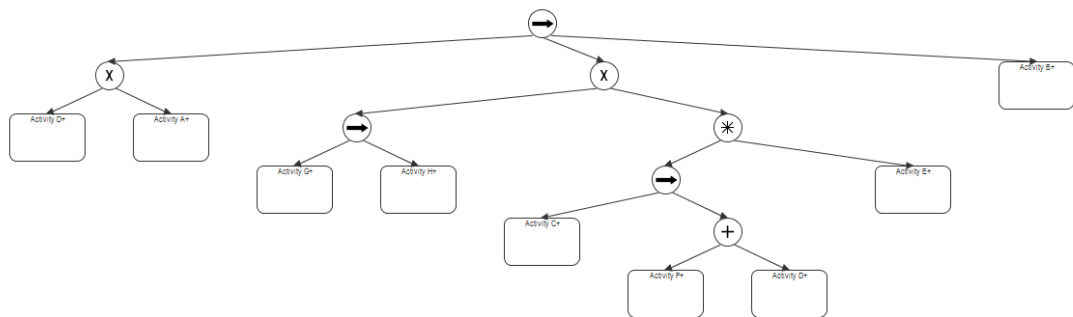 X
X
Activity B+
Activity D+
Activity A+
Activity G+
Activity H+
Activity E+
Activity C+
+
Activity F+
Activity D+